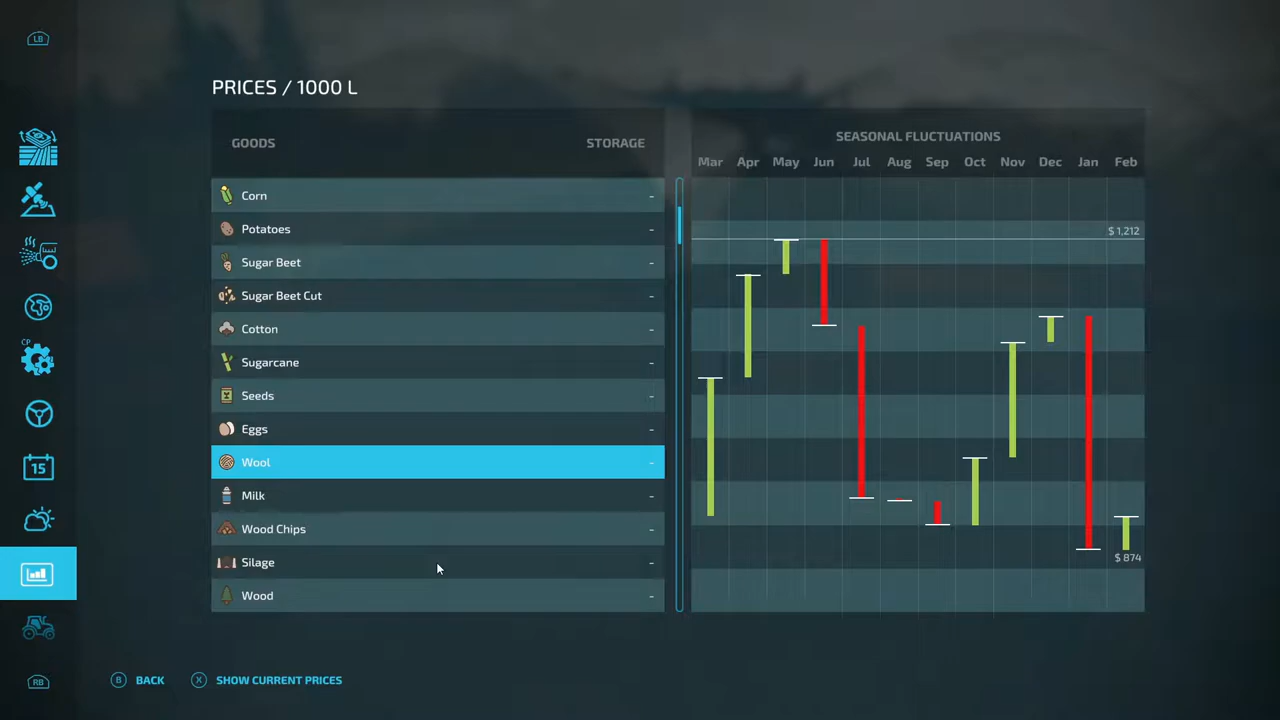 LB
PRICES / 1000 L
GOODS STORAGE
Corn -
Potatoes -
Sugar Beet -
Sugar Beet Cut -
Cotton -
Sugarcane -
Seeds -
Eggs -
Wool -
Milk -
Wood Chips -
Silage -
Wood -
SEASONAL FLUCTUATIONS
Mar Apr May Jun Jul Aug Sep Oct Nov Dec Jan Feb
$ 1,212
$ 874
CP
15
RB
B BACK X SHOW CURRENT PRICES